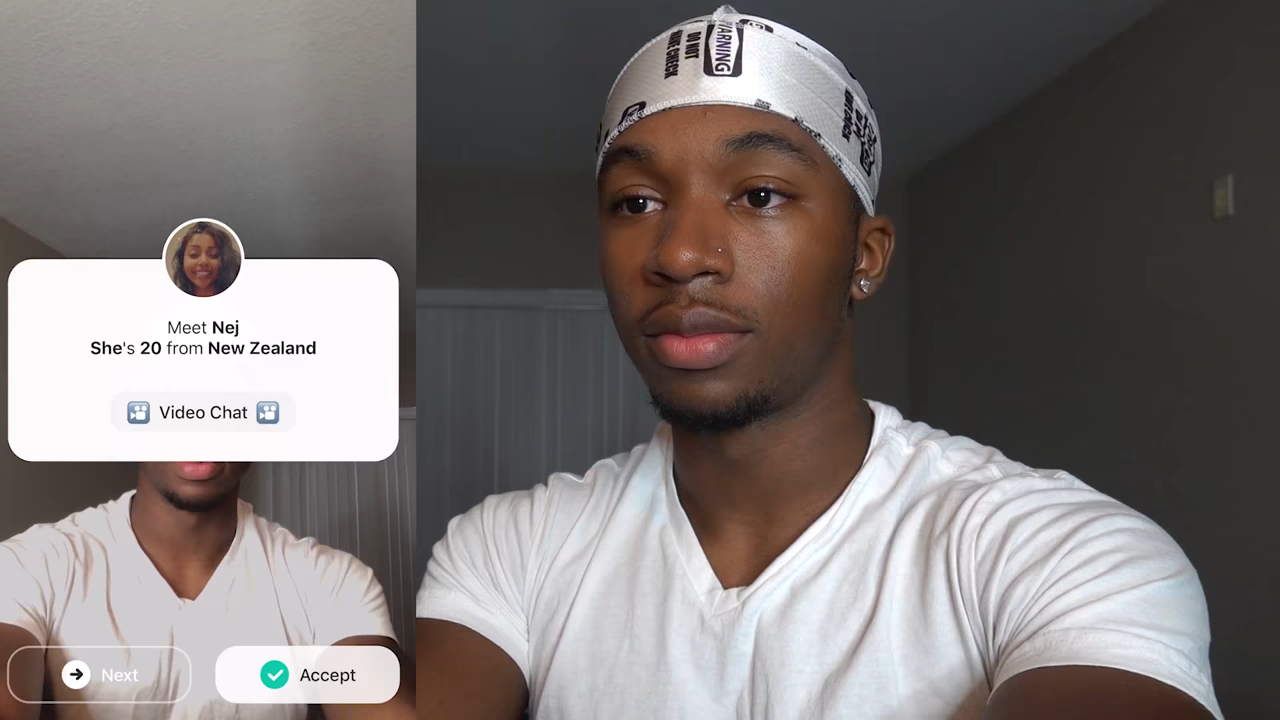 Meet Nej
She's 20 from New Zealand
Video Chat
Next
Accept
WARNING
DO NOT